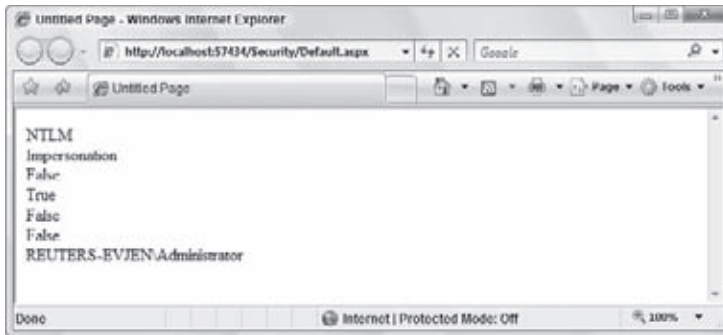 Untitled Page - Windows Internet Explorer
http://localhost:57434/Security/Default.aspx
Google
Untitled Page
Page
Tools
NTLM
Impersonation
False
True
False
False
REUTERS-EVJEN\Administrator
Done
Internet | Protected Mode: Off
100%